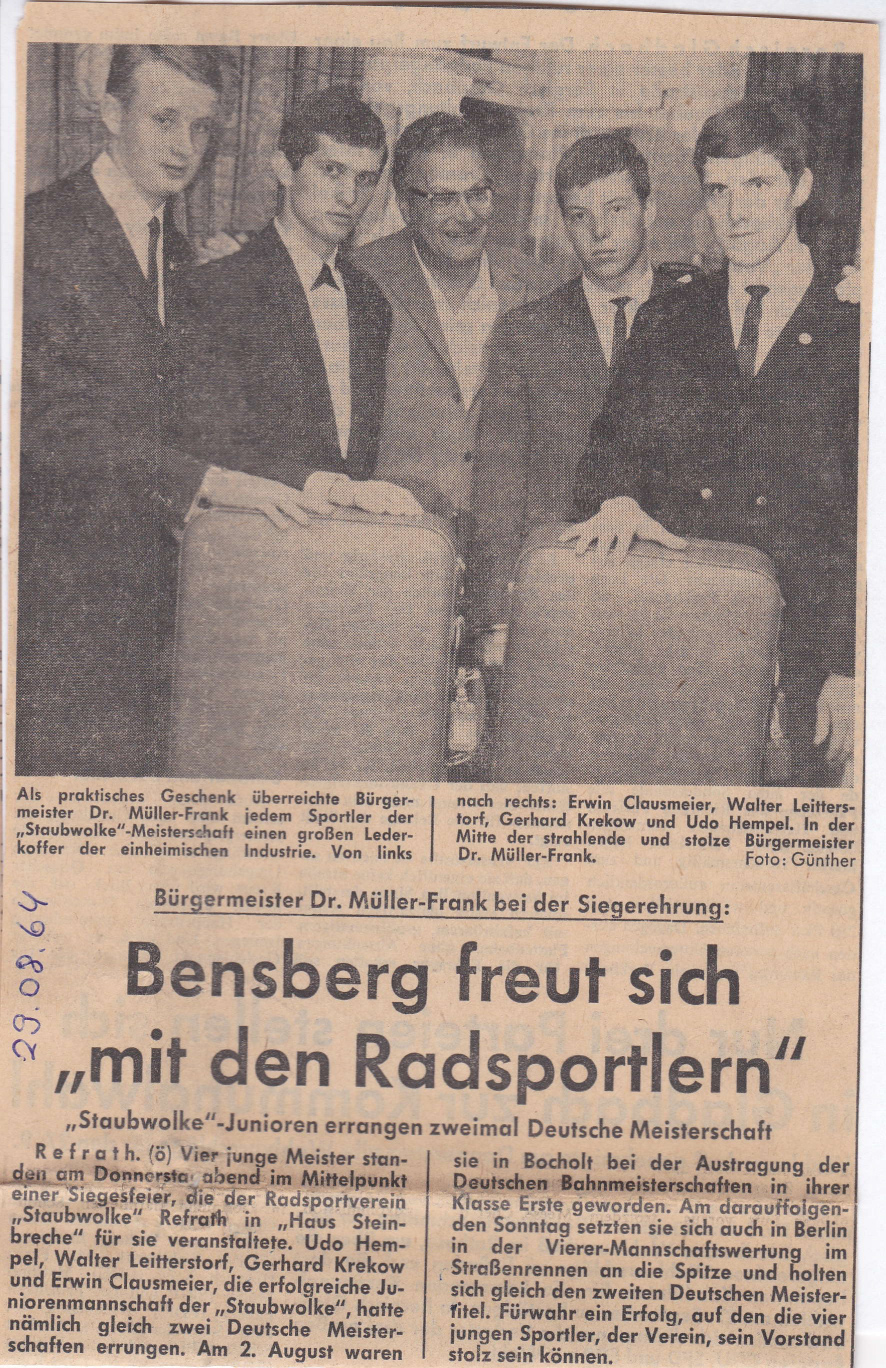 Als praktisches Geschenk überreichte Bürger-
meister Dr. Müller-Frank jedem Sportler der
„Staubwolke“-Meisterschaft einen großen Leder-
koffer der einheimischen Industrie. Von links
nach rechts: Erwin Clausmeier, Walter Leitters-
torf, Gerhard Krekow und Udo Hempel. In der
Mitte der strahlende und stolze Bürgermeister
Dr. Müller-Frank. Foto: Günther
29.08.64
Bürgermeister Dr. Müller-Frank bei der Siegerehrung:
Bensberg freut sich
„mit den Radsportlern“
„Staubwolke“-Junioren errangen zweimal Deutsche Meisterschaft
Refrath. (ö) Vier junge Meister stan-
den am Donnersta abend im Mittelpunkt
einer Siegesfeier, die der Radsportverein
„Staubwolke“ Refrath in „Haus Stein-
breche“ für sie veranstaltete. Udo Hem-
pel, Walter Leitterstorf, Gerhard Krekow
und Erwin Clausmeier, die erfolgreiche Ju-
niorenmannschaft der „Staubwolke“, hatte
nämlich gleich zwei Deutsche Meister-
schaften errungen. Am 2. August waren
sie in Bocholt bei der Austragung der
Deutschen Bahnmeisterschaften in ihrer
Klasse Erste geworden. Am darauffolgen-
den Sonntag setzten sie sich auch in Berlin
in der Vierer-Mannschaftswertung im
Straßenrennen an die Spitze und holten
sich gleich den zweiten Deutschen Meister-
titel. Fürwahr ein Erfolg, auf den die vier
jungen Sportler, der Verein, sein Vorstand
stolz sein können.